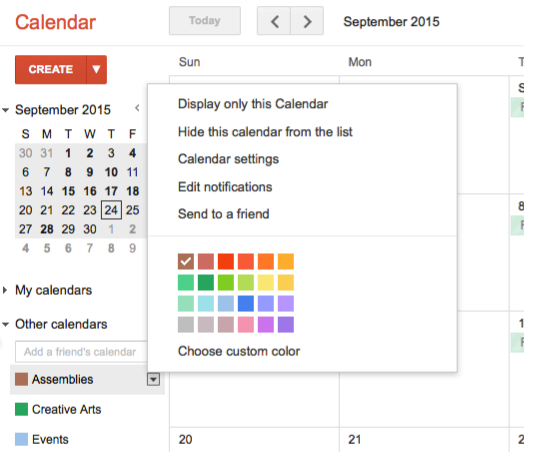 Calendar
Today
September 2015
CREATE
Sun Mon T
September 2015
S M T W T F
30 31 1 2 3 4
6 7 8 9 10 11
13 14 15 16 17 18
20 21 22 23 24 25
27 28 29 30 1 2
4 5 6 7 8 9
My calendars
Other calendars
Add a friend's calendar
Assemblies
Creative Arts
Events
Display only this Calendar
Hide this calendar from the list
Calendar settings
Edit notifications
Send to a friend
Choose custom color
S
F
8
F
1
F
20 21 2